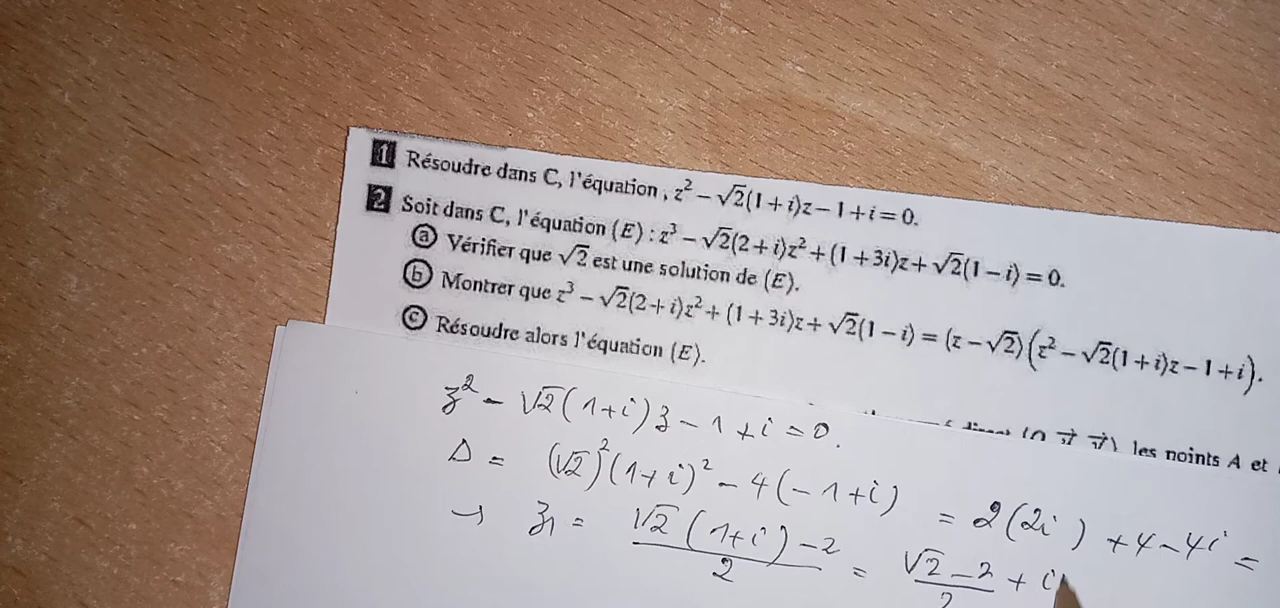 1 Résoudre dans C, l'équation, z² − √2(1+i)z − 1 + i = 0.
2 Soit dans C, l'équation (E) : z³ − √2(2+i)z² + (1+3i)z + √2(1−i) = 0.
a Vérifier que √2 est une solution de (E).
b Montrer que z³ − √2(2+i)z² + (1+3i)z + √2(1−i) = (z−√2)(z² − √2(1+i)z − 1 + i).
c Résoudre alors l'équation (E).
les points A et
z² − √2(1+i)z − 1 + i = 0.
Δ = (√2)²(1+i)² − 4(−1+i) = 2(2i) + 4 − 4i =
→ z₁ = (√2(1+i) − 2)/2 = (√2−2)/2 + i